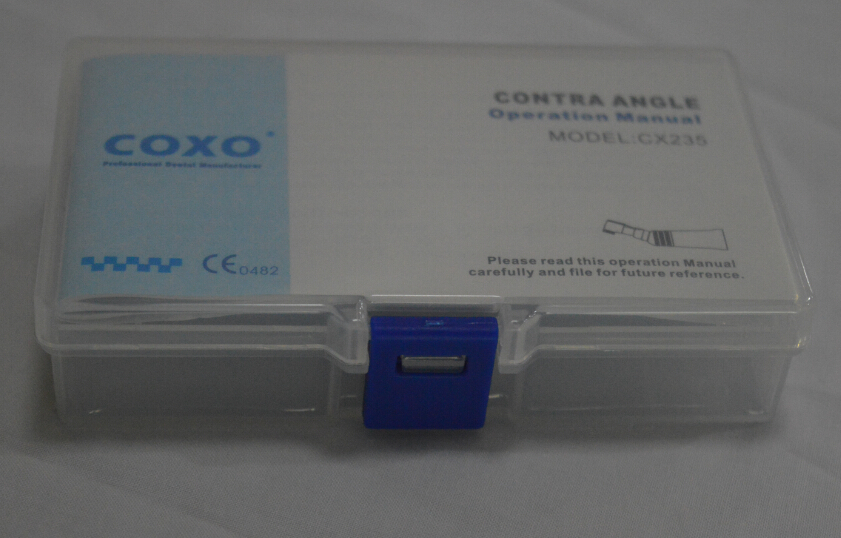 COXO
Professional Dental Manufacturer
CE0482
CONTRA ANGLE
Operation Manual
MODEL:CX235
Please read this operation Manual
carefully and file for future reference.